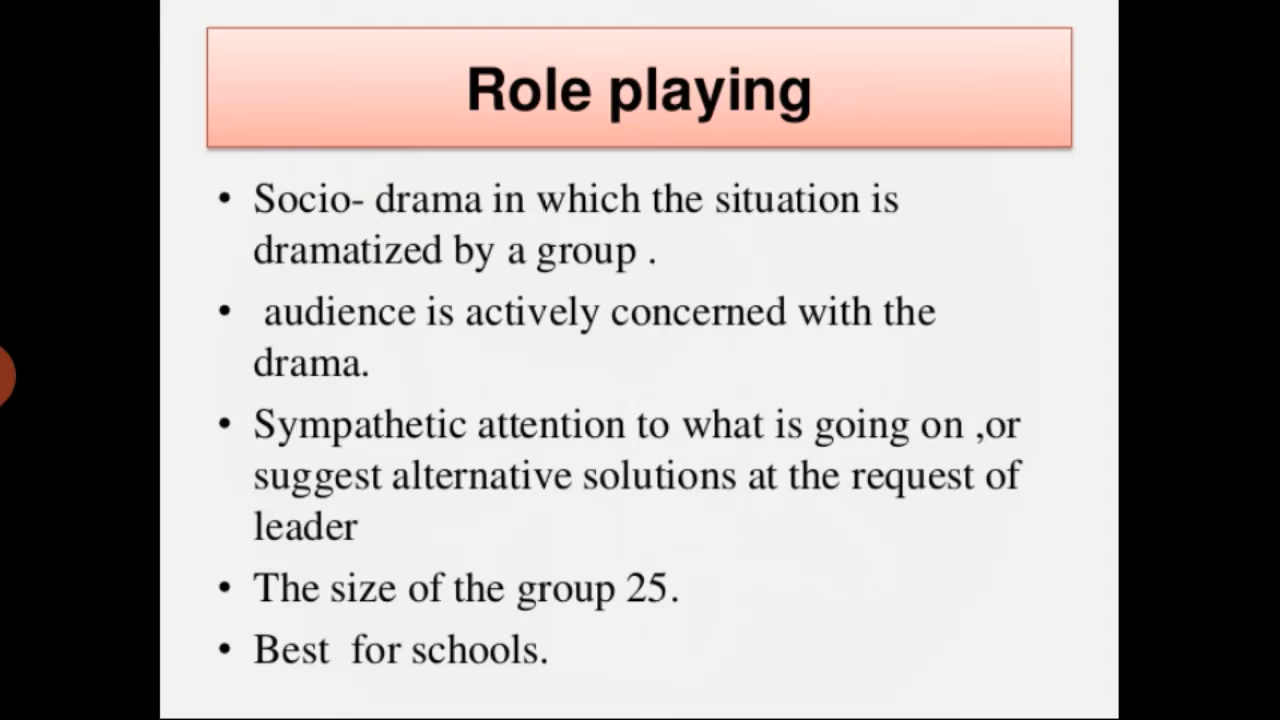 Role playing
• Socio- drama in which the situation is
dramatized by a group .
• audience is actively concerned with the
drama.
• Sympathetic attention to what is going on ,or
suggest alternative solutions at the request of
leader
• The size of the group 25.
• Best  for schools.